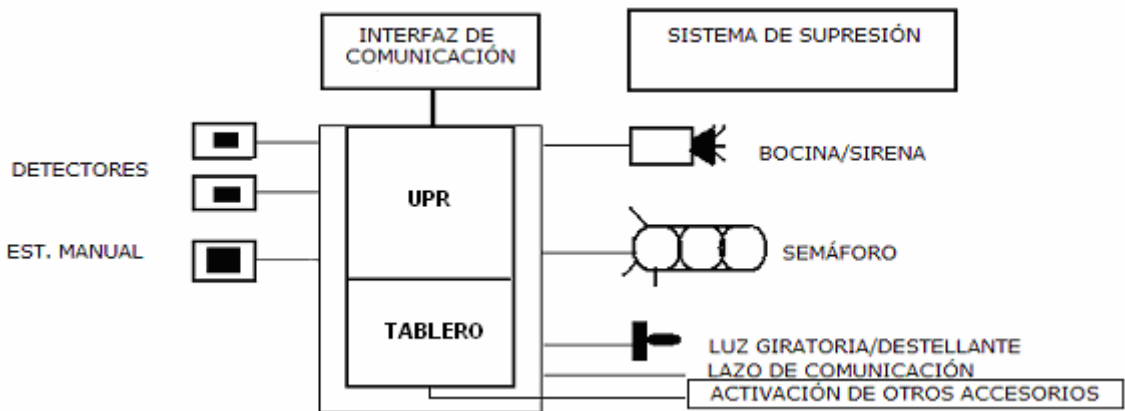 INTERFAZ DE
COMUNICACIÓN
SISTEMA DE SUPRESIÓN
DETECTORES
EST. MANUAL
UPR
TABLERO
BOCINA/SIRENA
SEMÁFORO
LUZ GIRATORIA/DESTELLANTE
LAZO DE COMUNICACIÓN
ACTIVACIÓN DE OTROS ACCESORIOS